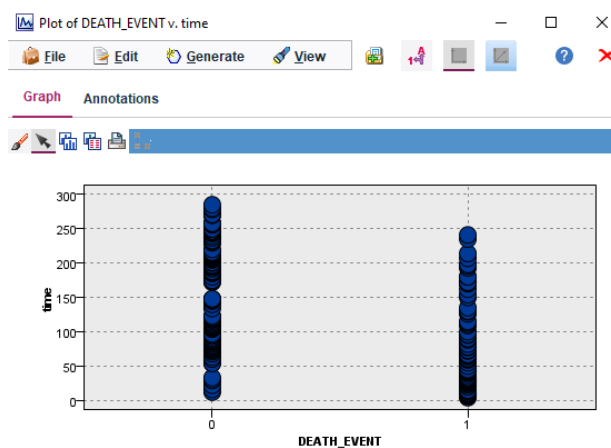 Plot of DEATH_EVENT v. time
File Edit Generate View
Graph Annotations
300
250
200
150
100
50
0
time
0 1
DEATH_EVENT